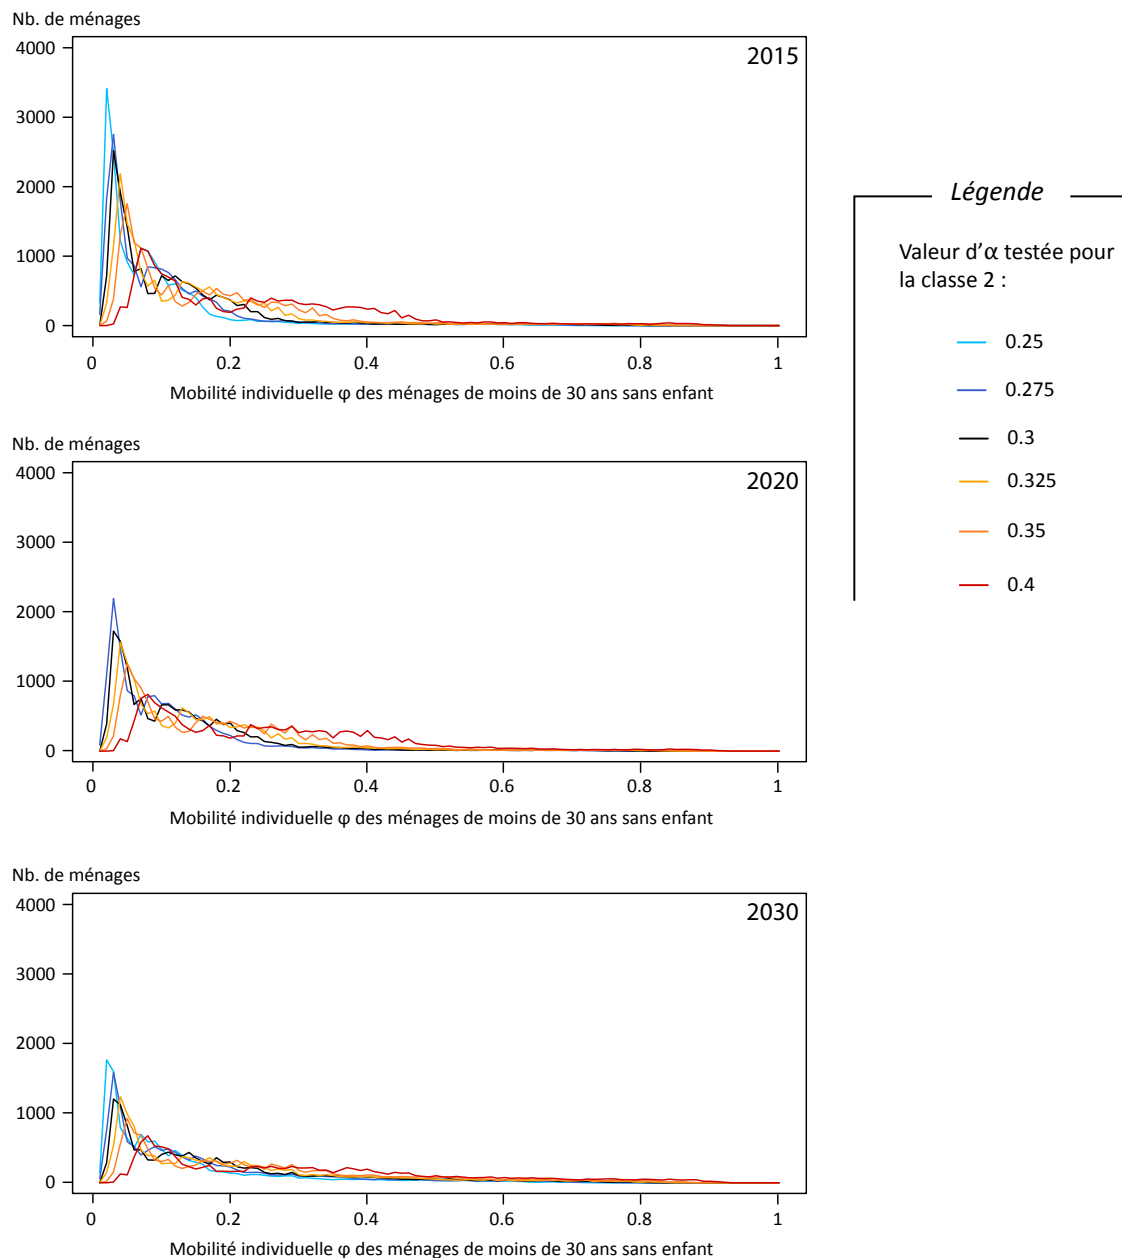 Nb. de ménages
2015
4000
3000
2000
1000
0
0 0.2 0.4 0.6 0.8 1
Mobilité individuelle φ des ménages de moins de 30 ans sans enfant
Nb. de ménages
2020
4000
3000
2000
1000
0
0 0.2 0.4 0.6 0.8 1
Mobilité individuelle φ des ménages de moins de 30 ans sans enfant
Nb. de ménages
2030
4000
3000
2000
1000
0
0 0.2 0.4 0.6 0.8 1
Mobilité individuelle φ des ménages de moins de 30 ans sans enfant
Légende
Valeur d'α testée pour
la classe 2 :
0.25
0.275
0.3
0.325
0.35
0.4